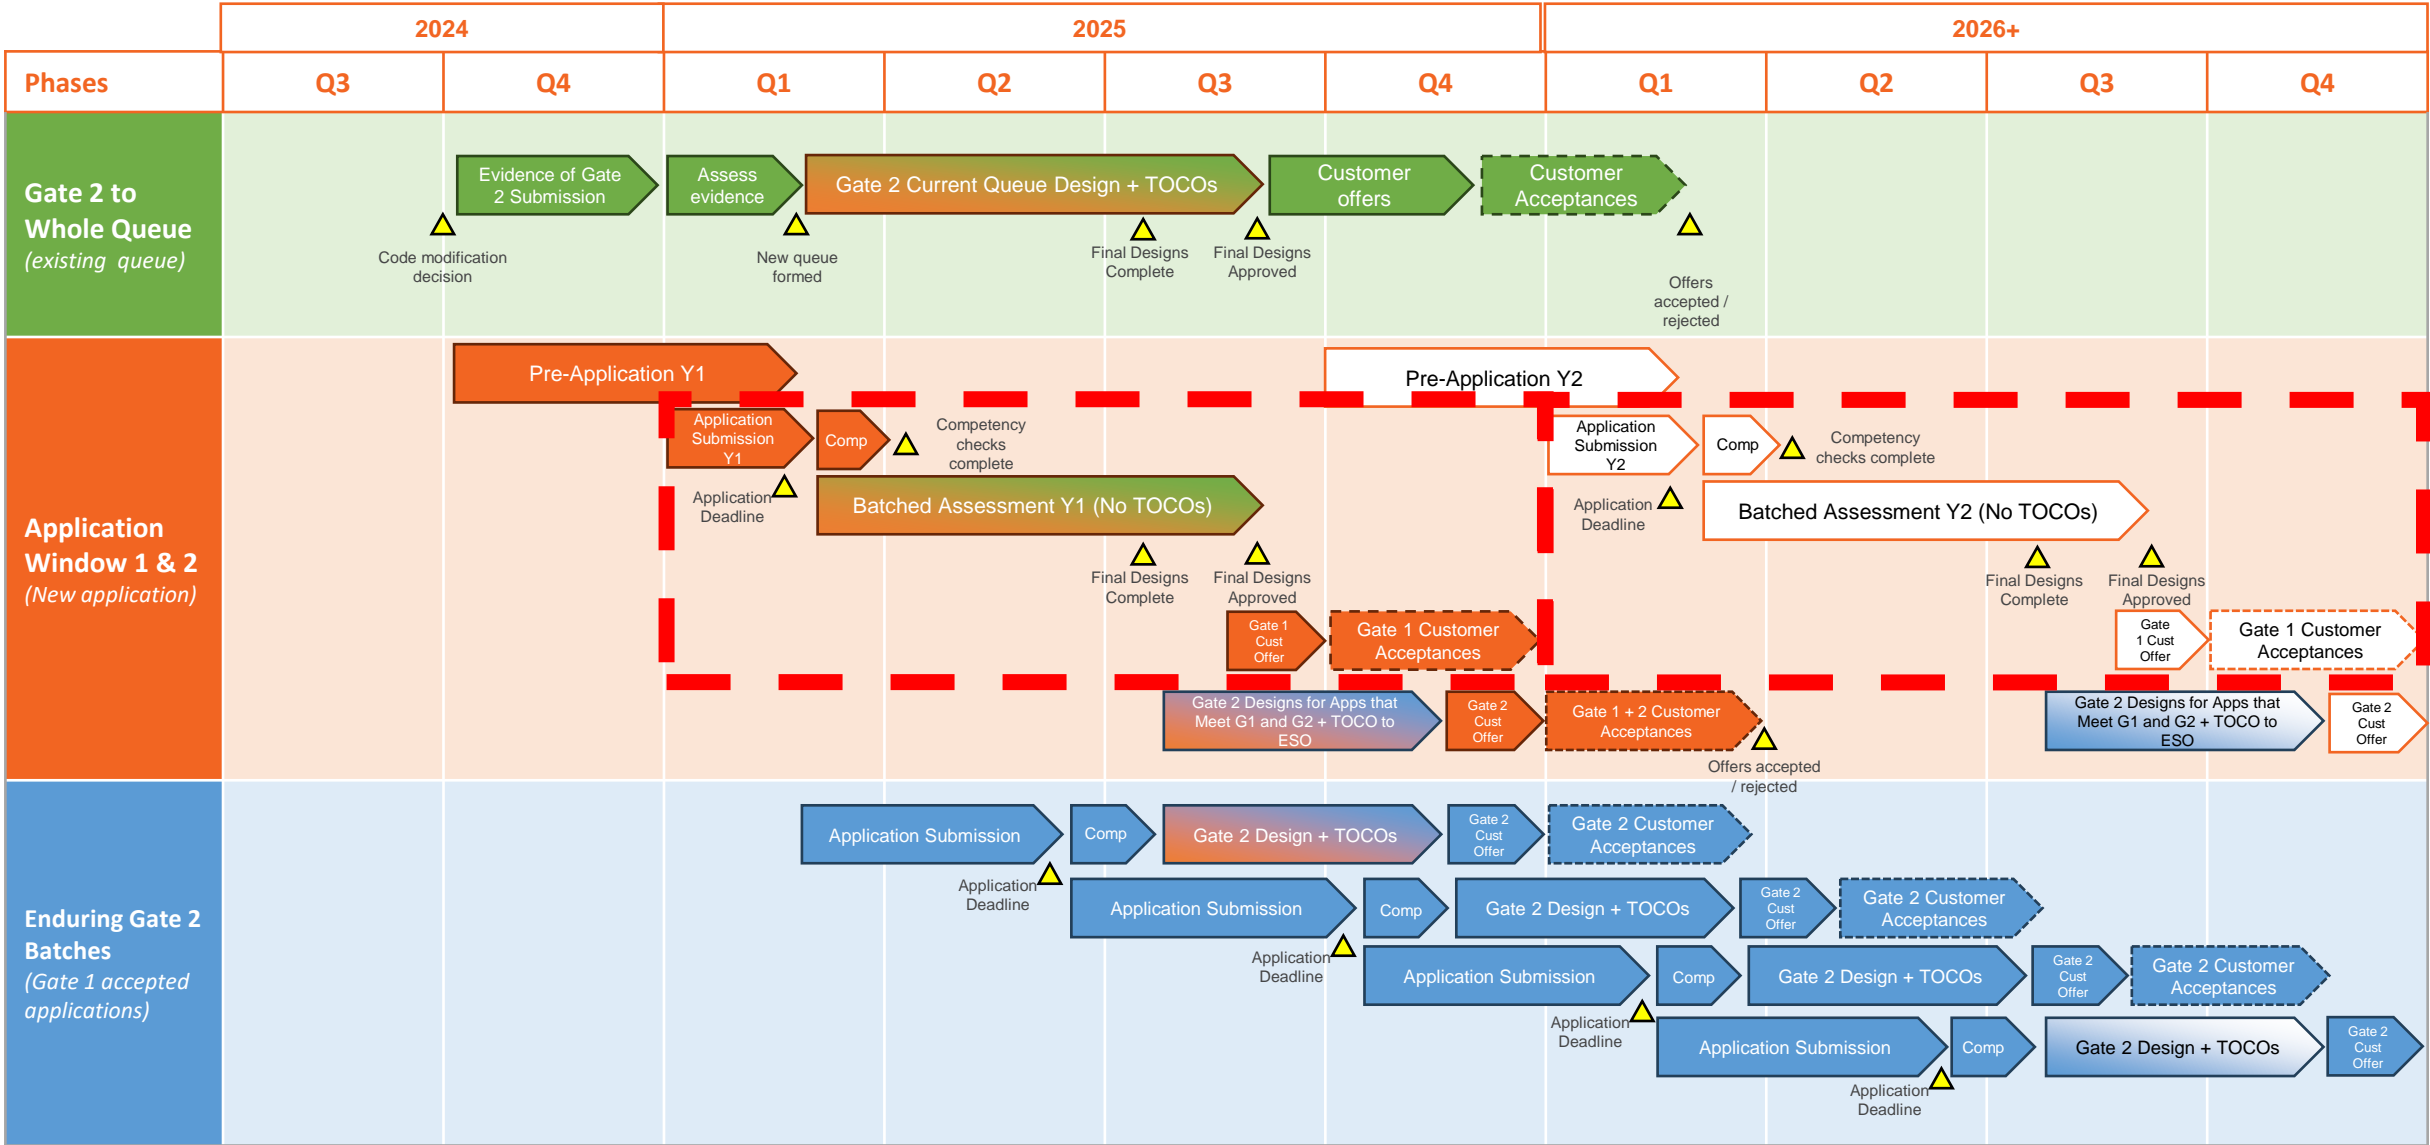 2024
2025
2026+
Phases
Q3
Q4
Q1
Q2
Q3
Q4
Q1
Q2
Q3
Q4
Gate 2 to
Whole Queue
(existing queue)
Evidence of Gate
2 Submission
Assess
evidence
Gate 2 Current Queue Design + TOCOs
Customer
offers
Customer
Acceptances
Code modification
decision
New queue
formed
Final Designs
Complete
Final Designs
Approved
Offers
accepted /
rejected
Application
Window 1 & 2
(New application)
Pre-Application Y1
Pre-Application Y2
Application
Submission
Y1
Comp
Competency
checks
complete
Application
Submission
Y2
Comp
Competency
checks complete
Application
Deadline
Batched Assessment Y1 (No TOCOs)
Application
Deadline
Batched Assessment Y2 (No TOCOs)
Final Designs
Complete
Final Designs
Approved
Final Designs
Complete
Final Designs
Approved
Gate 1
Cust
Offer
Gate 1 Customer
Acceptances
Gate
1 Cust
Offer
Gate 1 Customer
Acceptances
Gate 2 Designs for Apps that
Meet G1 and G2 + TOCO to
ESO
Gate 2
Cust
Offer
Gate 1 + 2 Customer
Acceptances
Offers accepted
/ rejected
Gate 2 Designs for Apps that
Meet G1 and G2 + TOCO to
ESO
Gate 2
Cust
Offer
Enduring Gate 2
Batches
(Gate 1 accepted
applications)
Application Submission
Comp
Gate 2 Design + TOCOs
Gate 2
Cust
Offer
Gate 2 Customer
Acceptances
Application
Deadline
Application Submission
Comp
Gate 2 Design + TOCOs
Gate 2
Cust
Offer
Gate 2 Customer
Acceptances
Application
Deadline
Application Submission
Comp
Gate 2 Design + TOCOs
Gate 2
Cust
Offer
Gate 2 Customer
Acceptances
Application
Deadline
Application Submission
Comp
Gate 2 Design + TOCOs
Gate 2
Cust
Offer
Application
Deadline